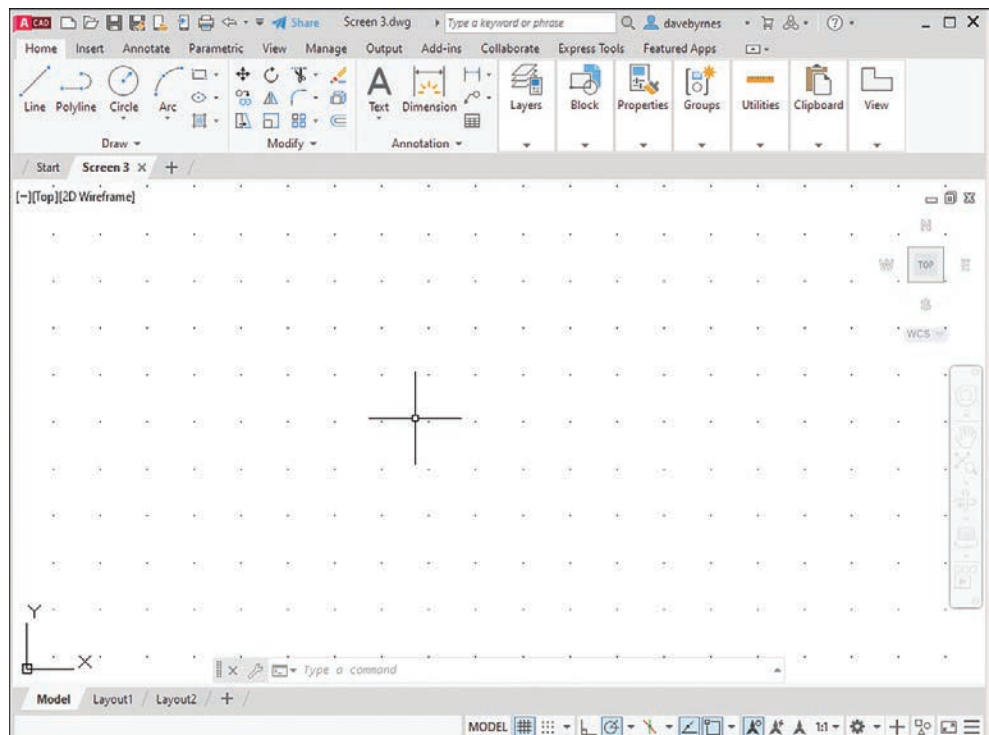 A CAD Share Screen 3.dwg Type a keyword or phrase davebyrnes
Home Insert Annotate Parametric View Manage Output Add-ins Collaborate Express Tools Featured Apps
Line Polyline Circle Arc Text Dimension Layers Block Properties Groups Utilities Clipboard View
Draw Modify Annotation
Start Screen 3
[−][Top][2D Wireframe]
N
W TOP E
S
WCS
Y
X
Type a command
Model Layout1 Layout2
MODEL 1:1